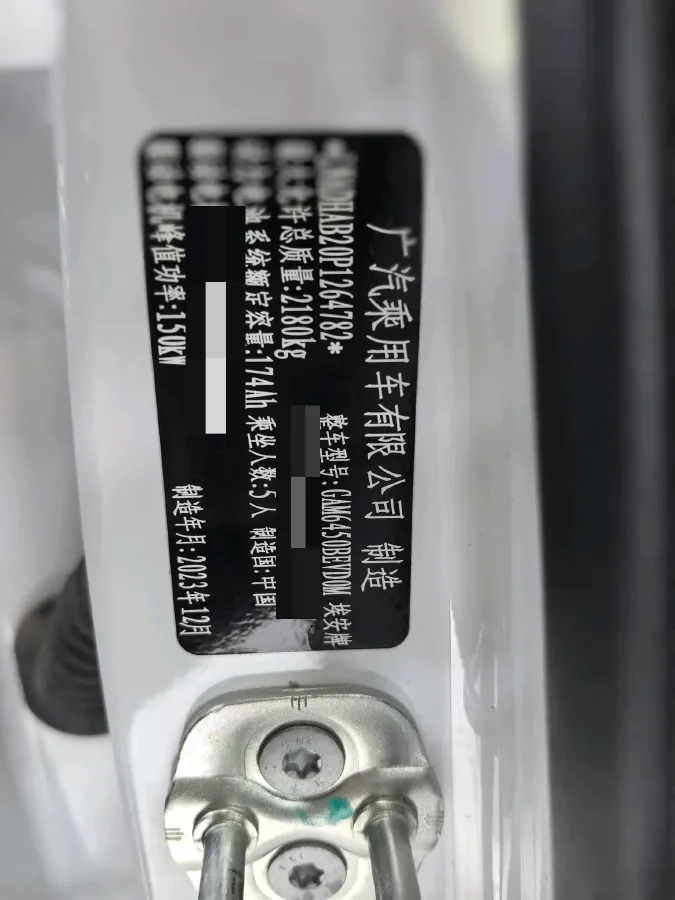 广汽乘用车有限公司 制造
DHAB20P1264782* 整车型号:GAM6450BEVD0M 埃安牌
许总质量:2180kg
系统额定容量:174Ah 乘坐人数:5人 制造国:中国
制造年月:2023年12月
机峰值功率:150kW